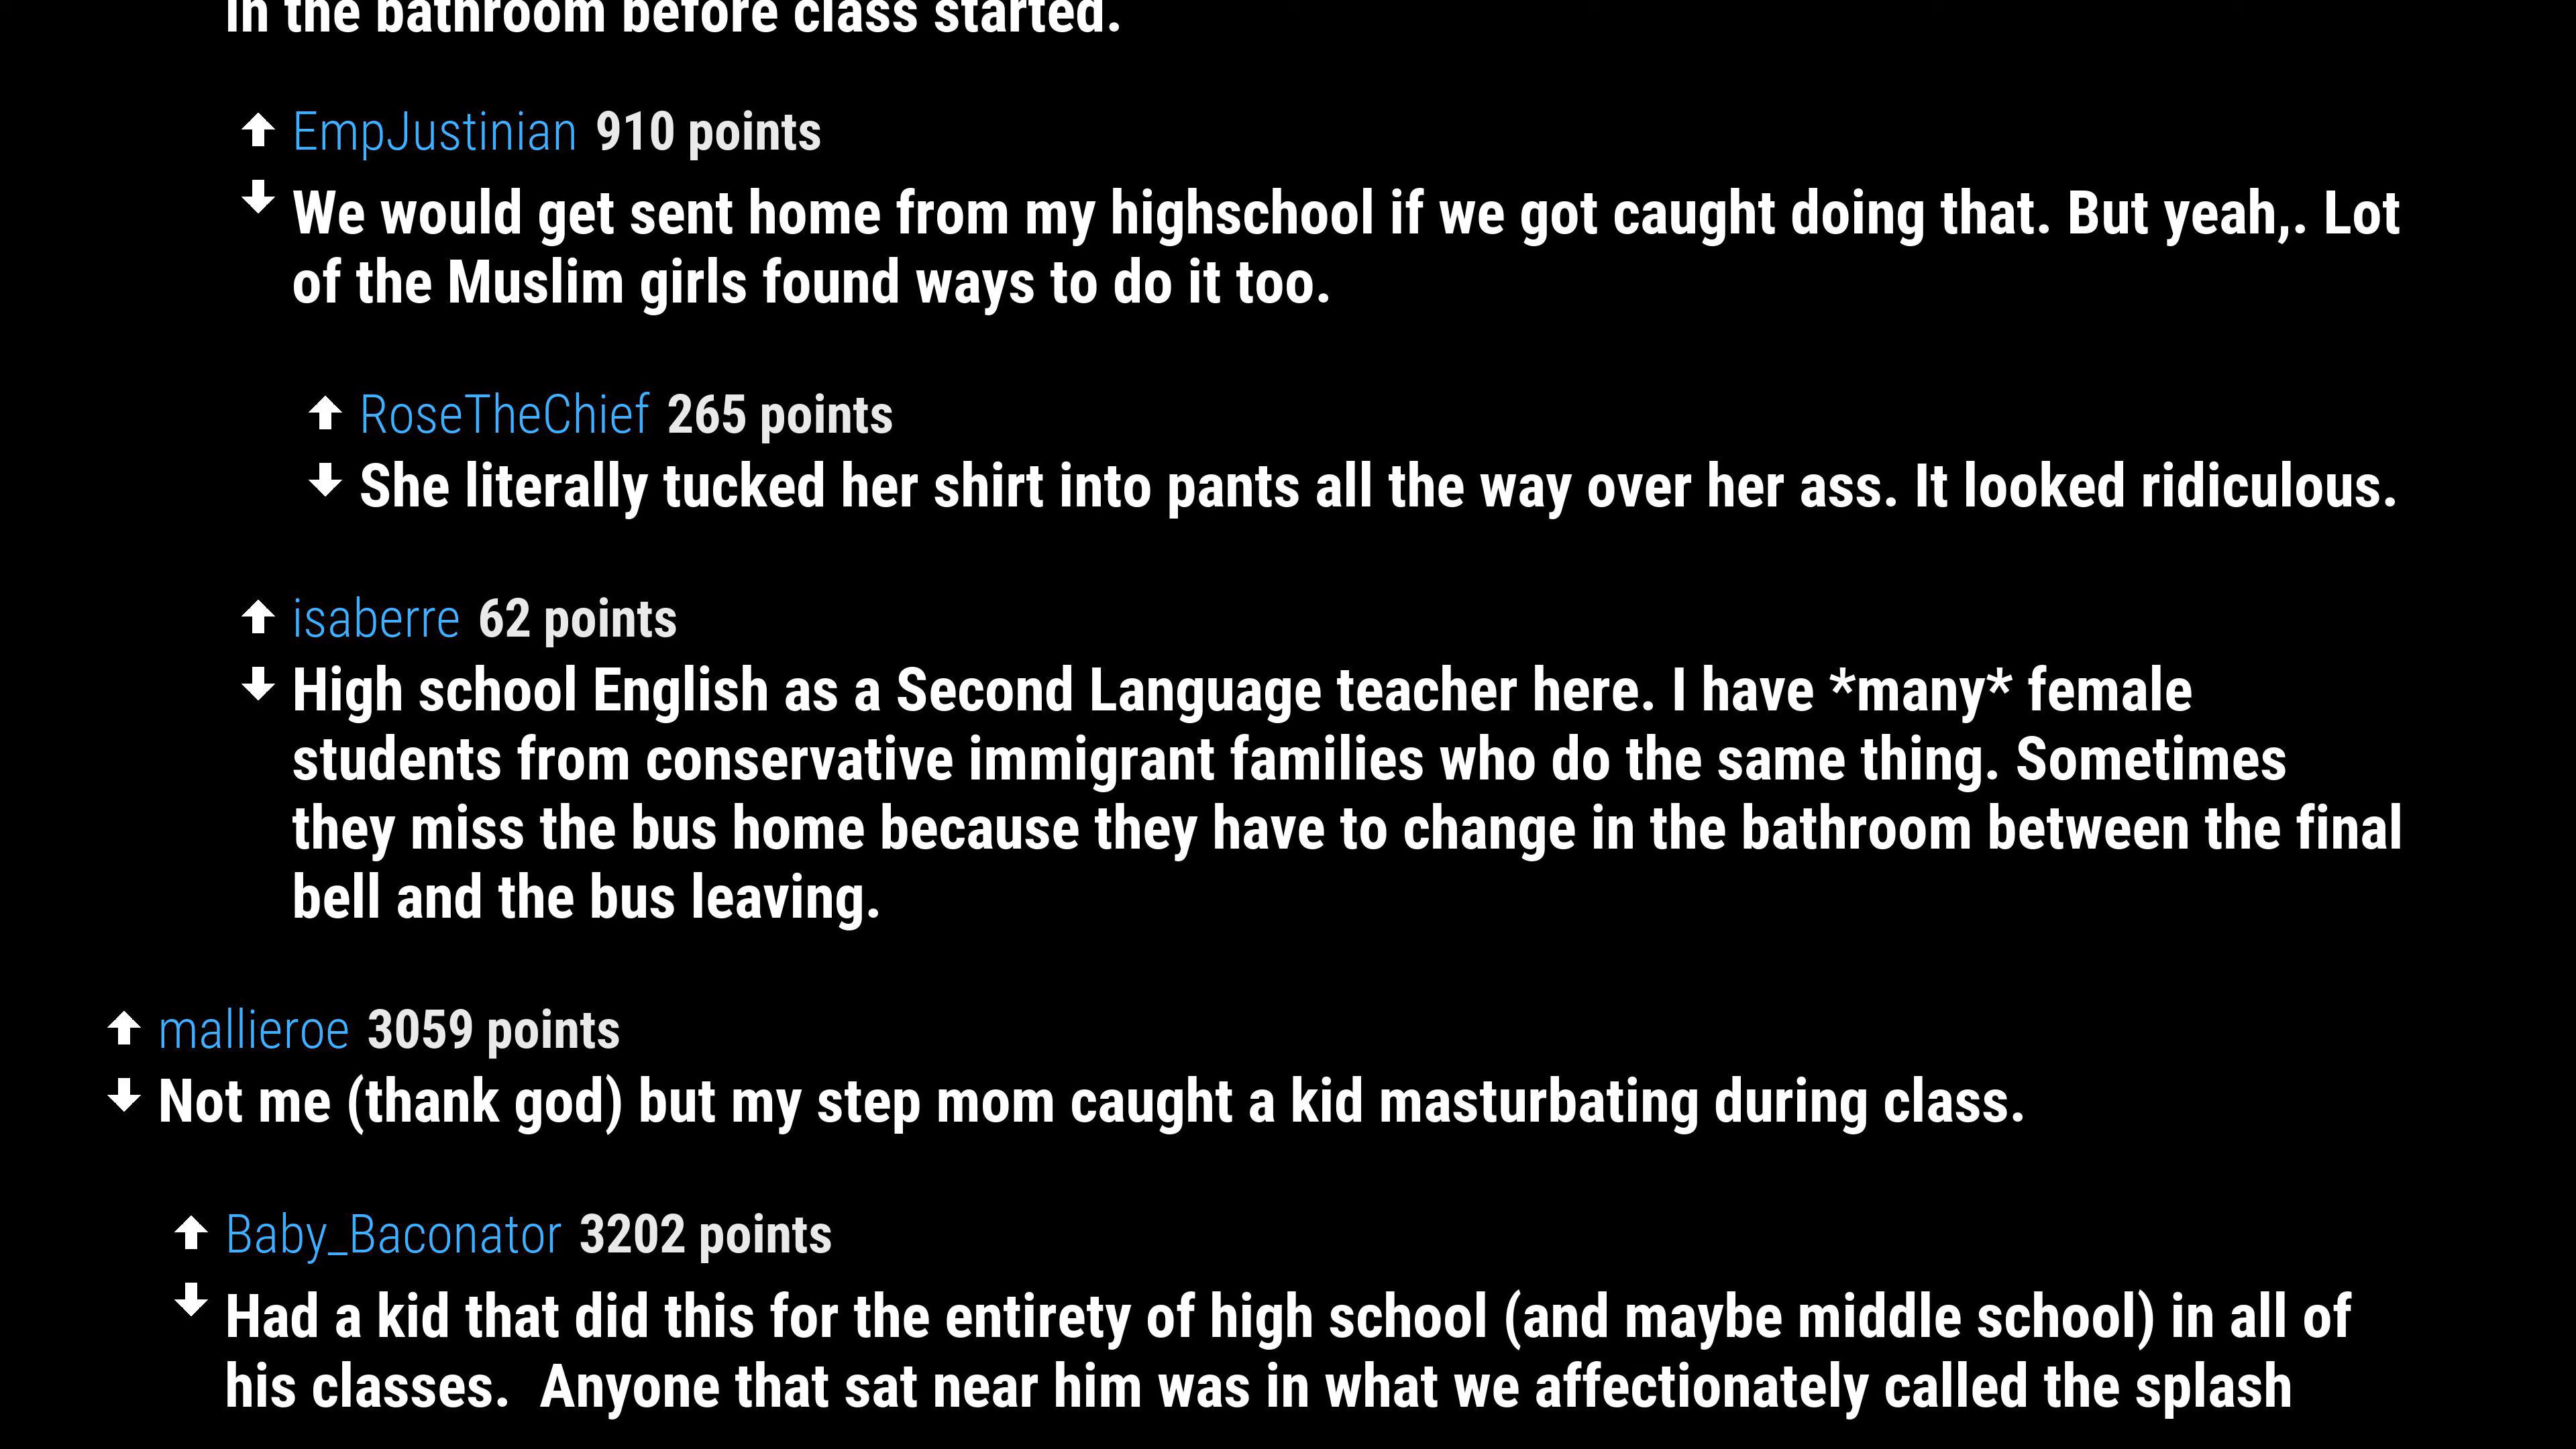 in the bathroom before class started.
EmpJustinian 910 points
We would get sent home from my highschool if we got caught doing that. But yeah,. Lot
of the Muslim girls found ways to do it too.
RoseTheChief 265 points
She literally tucked her shirt into pants all the way over her ass. It looked ridiculous.
isaberre 62 points
High school English as a Second Language teacher here. I have *many* female
students from conservative immigrant families who do the same thing. Sometimes
they miss the bus home because they have to change in the bathroom between the final
bell and the bus leaving.
mallieroe 3059 points
Not me (thank god) but my step mom caught a kid masturbating during class.
Baby_Baconator 3202 points
Had a kid that did this for the entirety of high school (and maybe middle school) in all of
his classes.  Anyone that sat near him was in what we affectionately called the splash